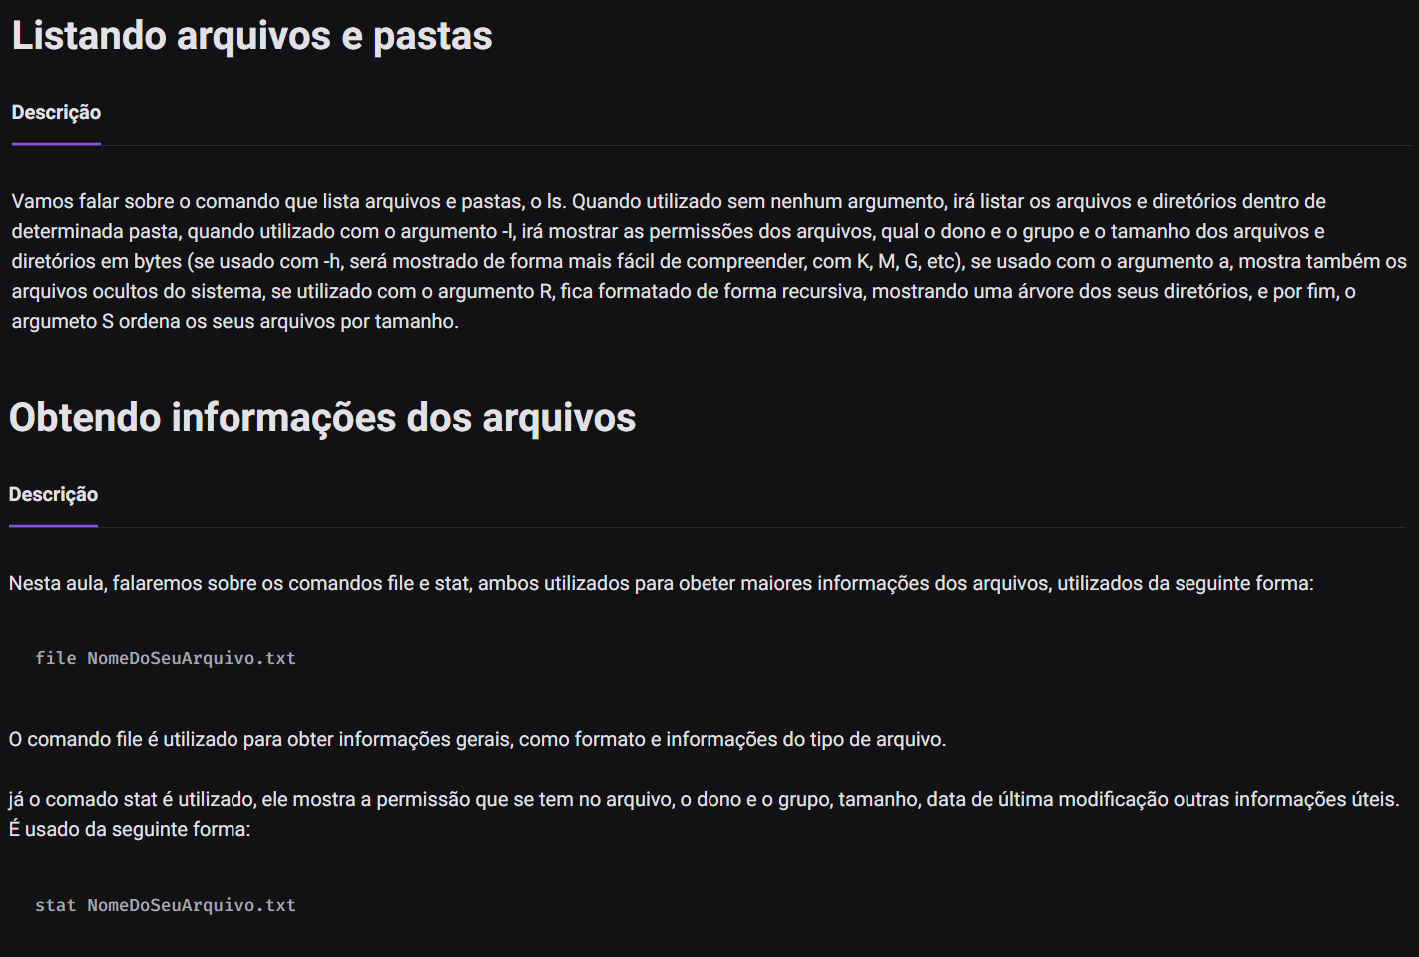 Listando arquivos e pastas
Descrição
Vamos falar sobre o comando que lista arquivos e pastas, o ls. Quando utilizado sem nenhum argumento, irá listar os arquivos e diretórios dentro de
determinada pasta, quando utilizado com o argumento -l, irá mostrar as permissões dos arquivos, qual o dono e o grupo e o tamanho dos arquivos e
diretórios em bytes (se usado com -h, será mostrado de forma mais fácil de compreender, com K, M, G, etc), se usado com o argumento a, mostra também os
arquivos ocultos do sistema, se utilizado com o argumento R, fica formatado de forma recursiva, mostrando uma árvore dos seus diretórios, e por fim, o
argumeto S ordena os seus arquivos por tamanho.
Obtendo informações dos arquivos
Descrição
Nesta aula, falaremos sobre os comandos file e stat, ambos utilizados para obeter maiores informações dos arquivos, utilizados da seguinte forma:
file NomeDoSeuArquivo.txt
O comando file é utilizado para obter informações gerais, como formato e informações do tipo de arquivo.
já o comado stat é utilizado, ele mostra a permissão que se tem no arquivo, o dono e o grupo, tamanho, data de última modificação outras informações úteis.
É usado da seguinte forma:
stat NomeDoSeuArquivo.txt